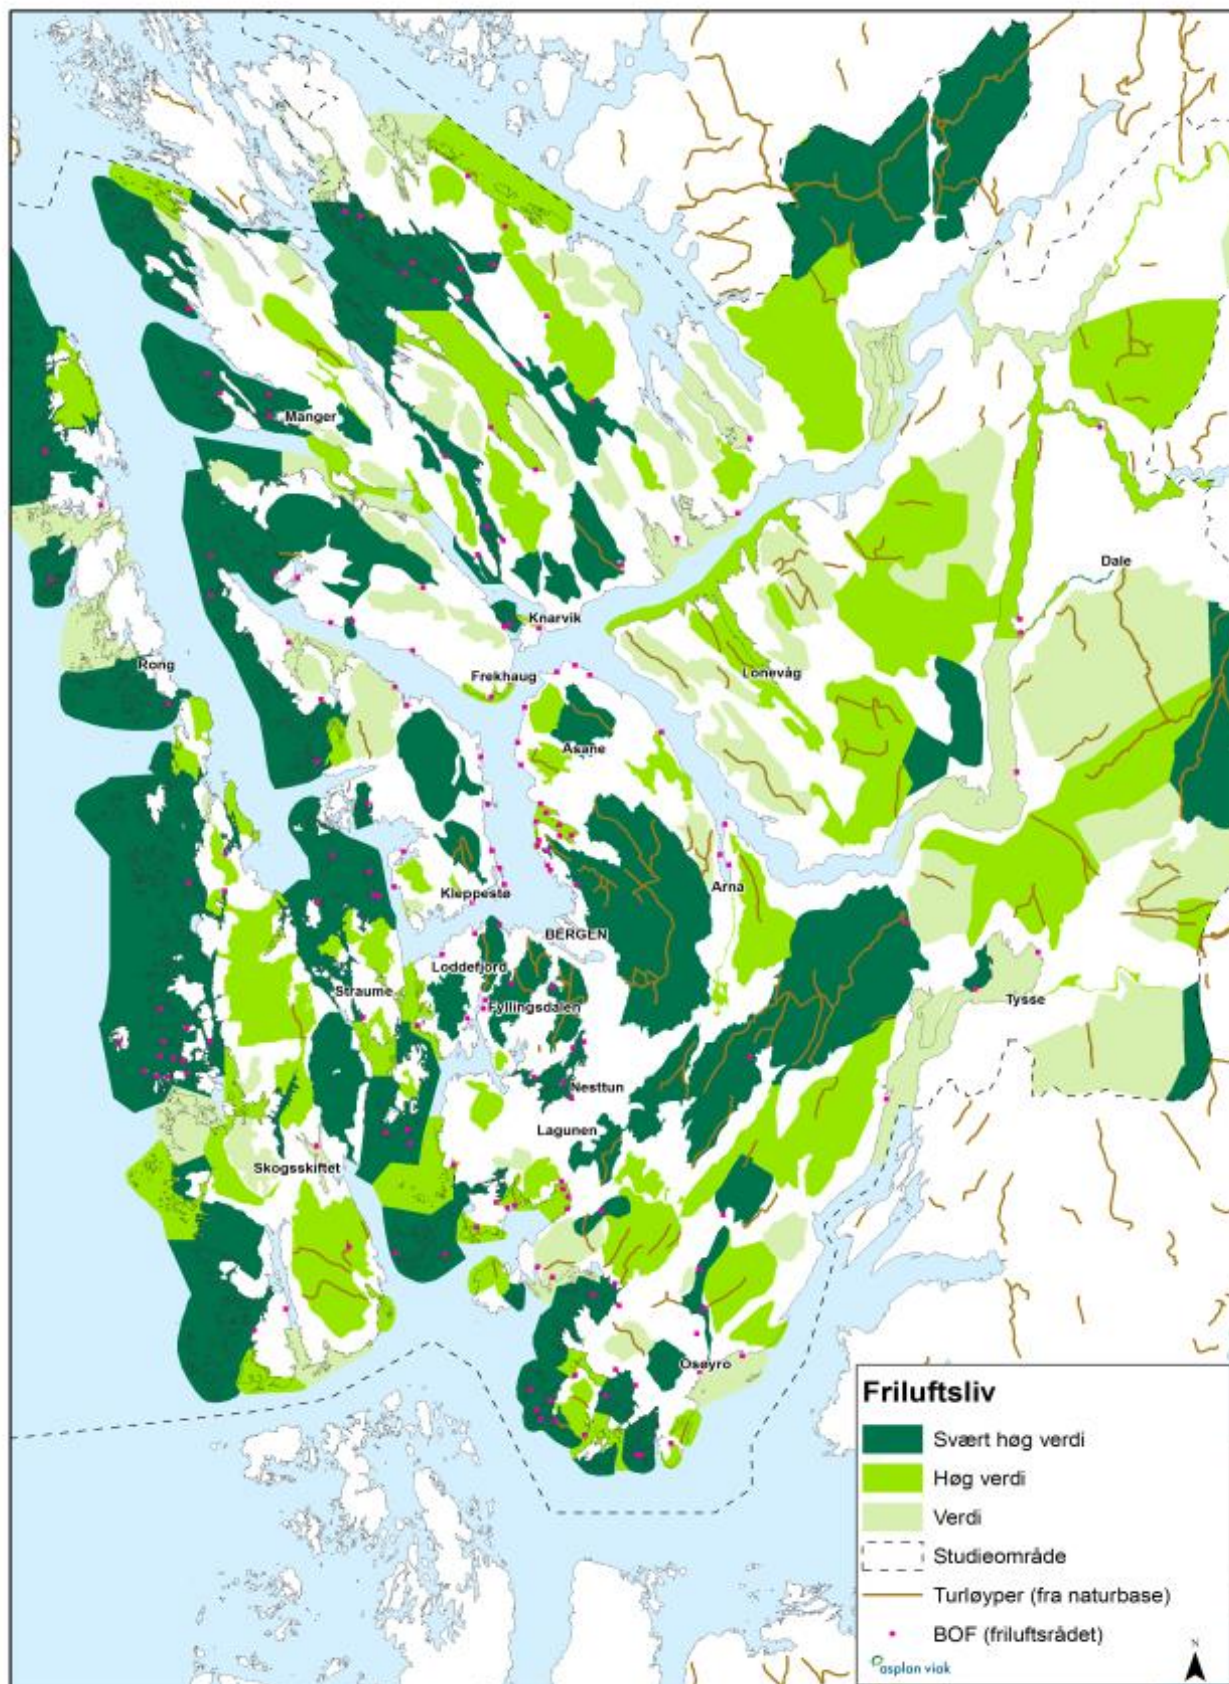 Manger
Dale
Knarvik
Rong
Frekhaug
Lonevåg
Åsane
Arna
Kleppestø
BERGEN
Loddefjord
Straume
Fyllingsdalen
Tysse
Nesttun
Lagunen
Skogsskiftet
Osøyro
Friluftsliv
Svært høg verdi
Høg verdi
Verdi
Studieområde
Turløyper (fra naturbase)
BOF (friluftsrådet)
asplan viak
N